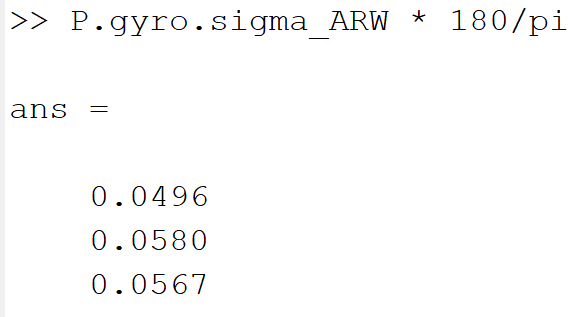 >> P.gyro.sigma_ARW * 180/pi
ans =
0.0496
0.0580
0.0567